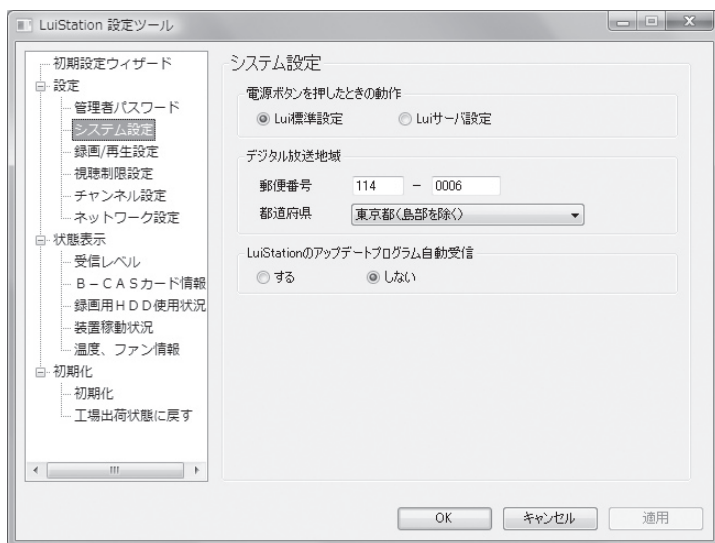 LuiStation 設定ツール
初期設定ウィザード
設定
管理者パスワード
システム設定
録画/再生設定
視聴制限設定
チャンネル設定
ネットワーク設定
状態表示
受信レベル
B-CASカード情報
録画用HDD使用状況
装置稼動状況
温度、ファン情報
初期化
初期化
工場出荷状態に戻す
システム設定
電源ボタンを押したときの動作
Lui標準設定 Luiサーバ設定
デジタル放送地域
郵便番号 114 - 0006
都道府県 東京都(島部を除く)
LuiStationのアップデートプログラム自動受信
する しない
OK キャンセル 適用